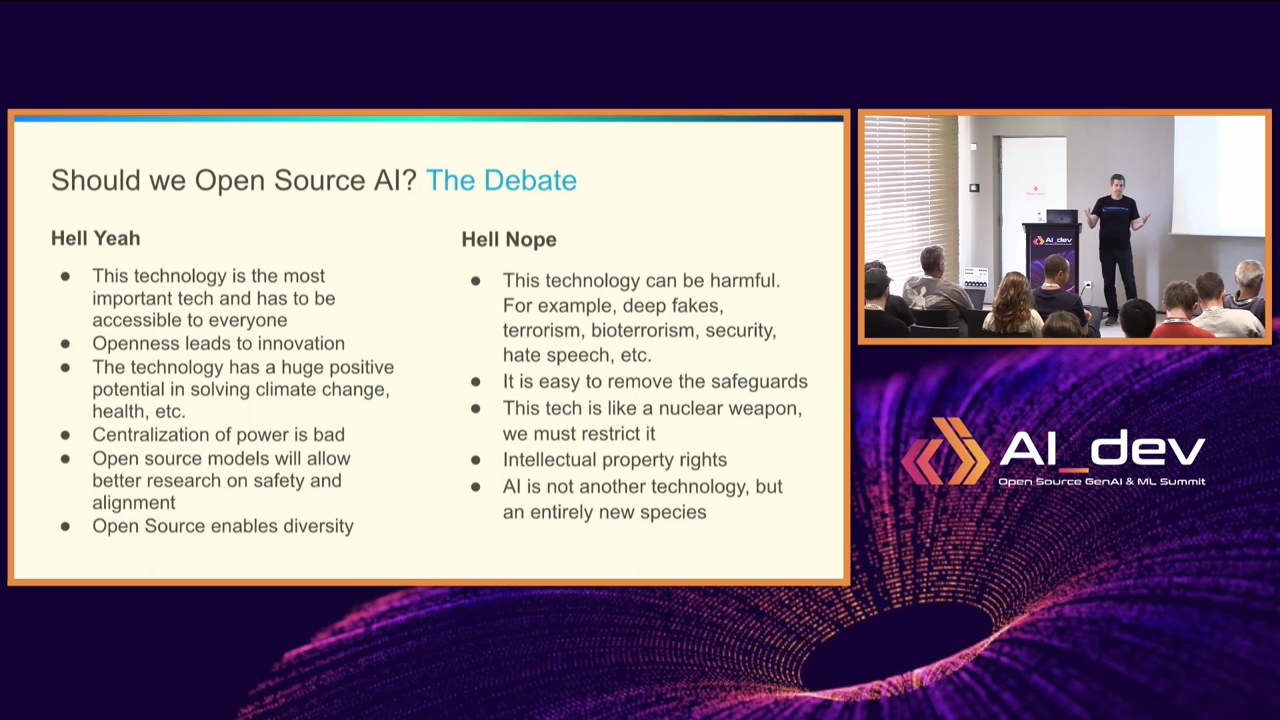 Should we Open Source AI? The Debate
Hell Yeah
● This technology is the most
important tech and has to be
accessible to everyone
● Openness leads to innovation
● The technology has a huge positive
potential in solving climate change,
health, etc.
● Centralization of power is bad
● Open source models will allow
better research on safety and
alignment
● Open Source enables diversity
Hell Nope
● This technology can be harmful.
For example, deep fakes,
terrorism, bioterrorism, security,
hate speech, etc.
● It is easy to remove the safeguards
● This tech is like a nuclear weapon,
we must restrict it
● Intellectual property rights
● AI is not another technology, but
an entirely new species
AI_dev
AI_dev
Open Source GenAI & ML Summit